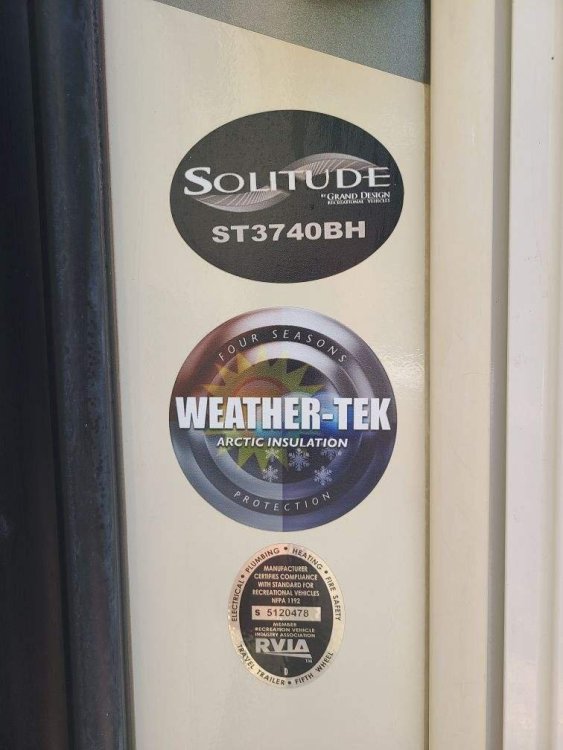 SOLITUDE
BY GRAND DESIGN
RECREATIONAL VEHICLES
ST3740BH
FOUR SEASONS
WEATHER-TEK
ARCTIC INSULATION
PROTECTION
ELECTRICAL • PLUMBING • HEATING • FIRE SAFETY
MANUFACTURER
CERTIFIES COMPLIANCE
WITH STANDARD FOR
RECREATIONAL VEHICLES
NFPA 1192
S 5120478
MEMBER
RECREATION VEHICLE
INDUSTRY ASSOCIATION
RVIA TM
D
TRAVEL TRAILER • FIFTH WHEEL